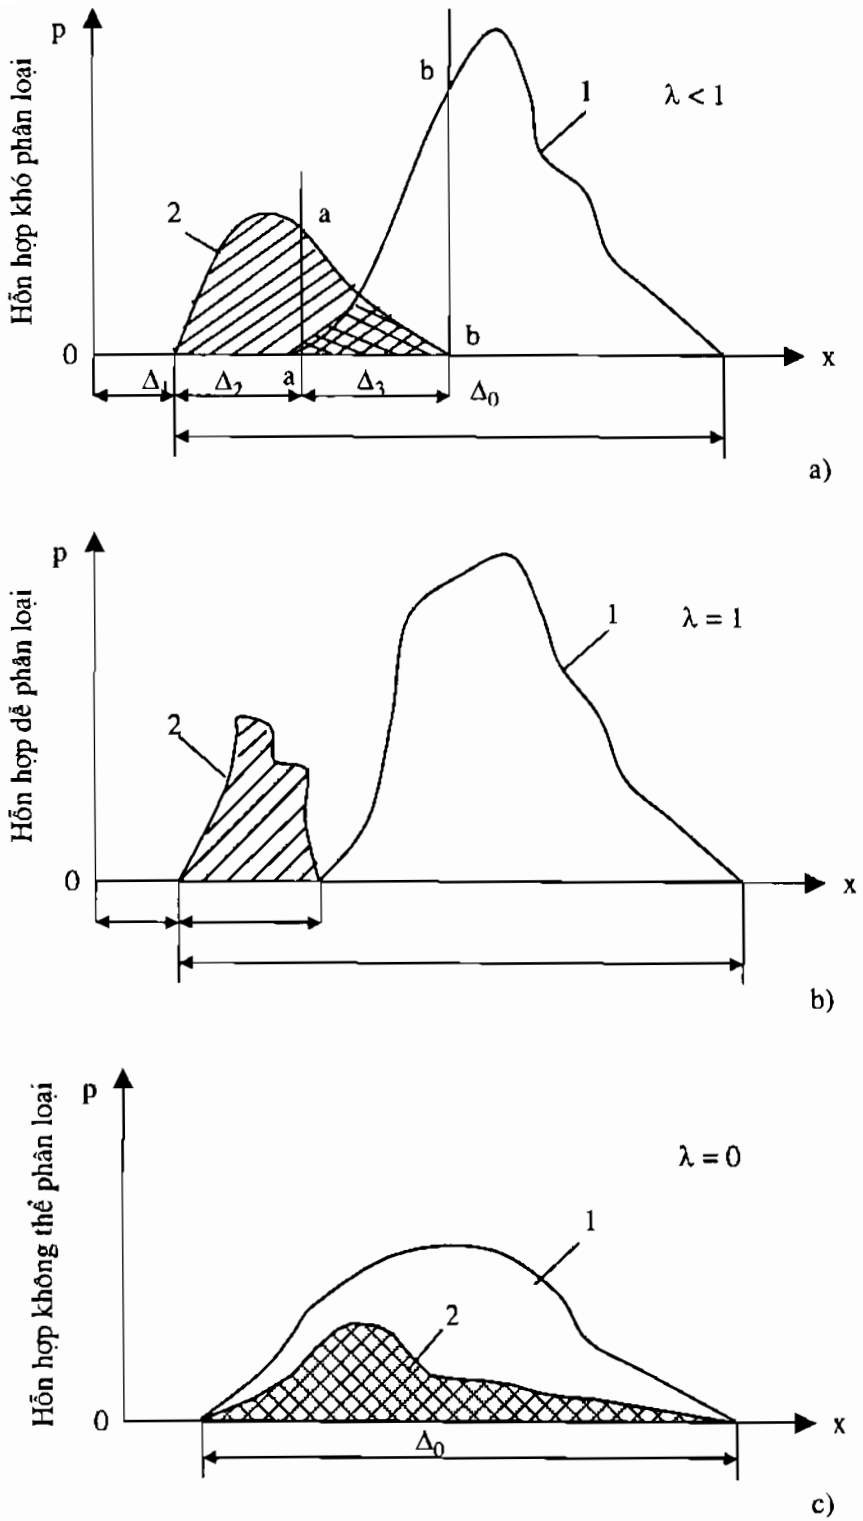 Hỗn hợp khó phân loại
p
b
1
λ < 1
2
a
b
0
x
Δ1
Δ2
a
Δ3
Δ0
a)
Hỗn hợp dễ phân loại
p
1
λ = 1
2
0
x
b)
Hỗn hợp không thể phân loại
p
λ = 0
1
2
0
x
Δ0
c)